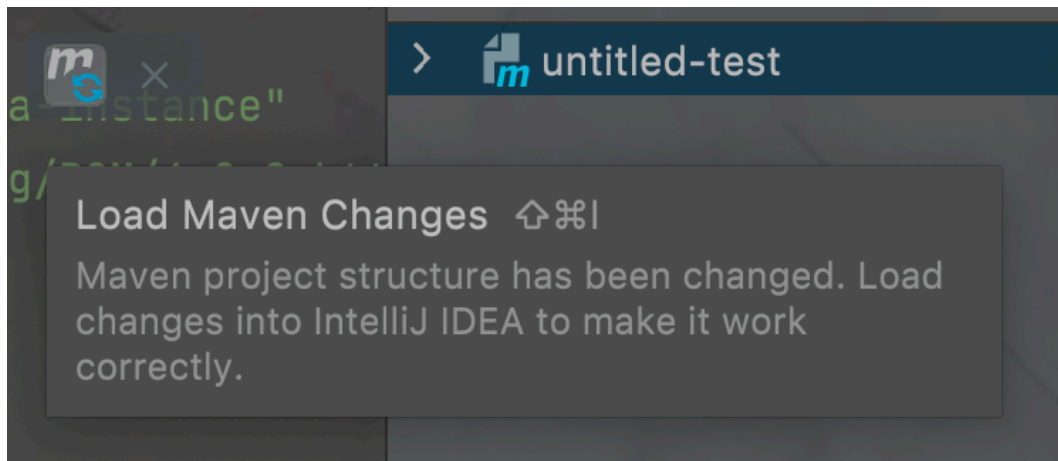 untitled-test
a-instance"
g/
Load Maven Changes ⇧⌘I
Maven project structure has been changed. Load
changes into IntelliJ IDEA to make it work
correctly.